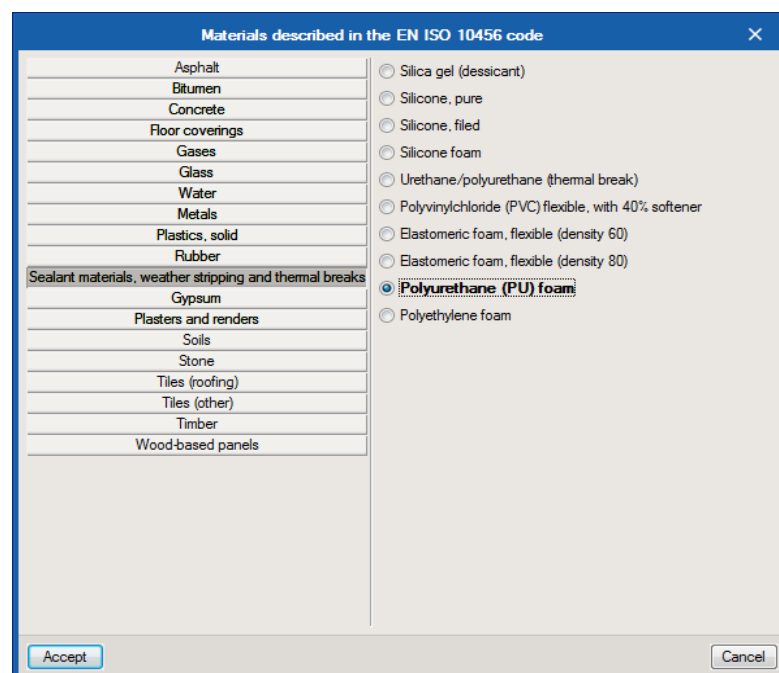 Materials described in the EN ISO 10456 code
Asphalt
Bitumen
Concrete
Floor coverings
Gases
Glass
Water
Metals
Plastics, solid
Rubber
Sealant materials, weather stripping and thermal breaks
Gypsum
Plasters and renders
Soils
Stone
Tiles (roofing)
Tiles (other)
Timber
Wood-based panels
Silica gel (dessicant)
Silicone, pure
Silicone, filed
Silicone foam
Urethane/polyurethane (thermal break)
Polyvinylchloride (PVC) flexible, with 40% softener
Elastomeric foam, flexible (density 60)
Elastomeric foam, flexible (density 80)
Polyurethane (PU) foam
Polyethylene foam
Accept
Cancel